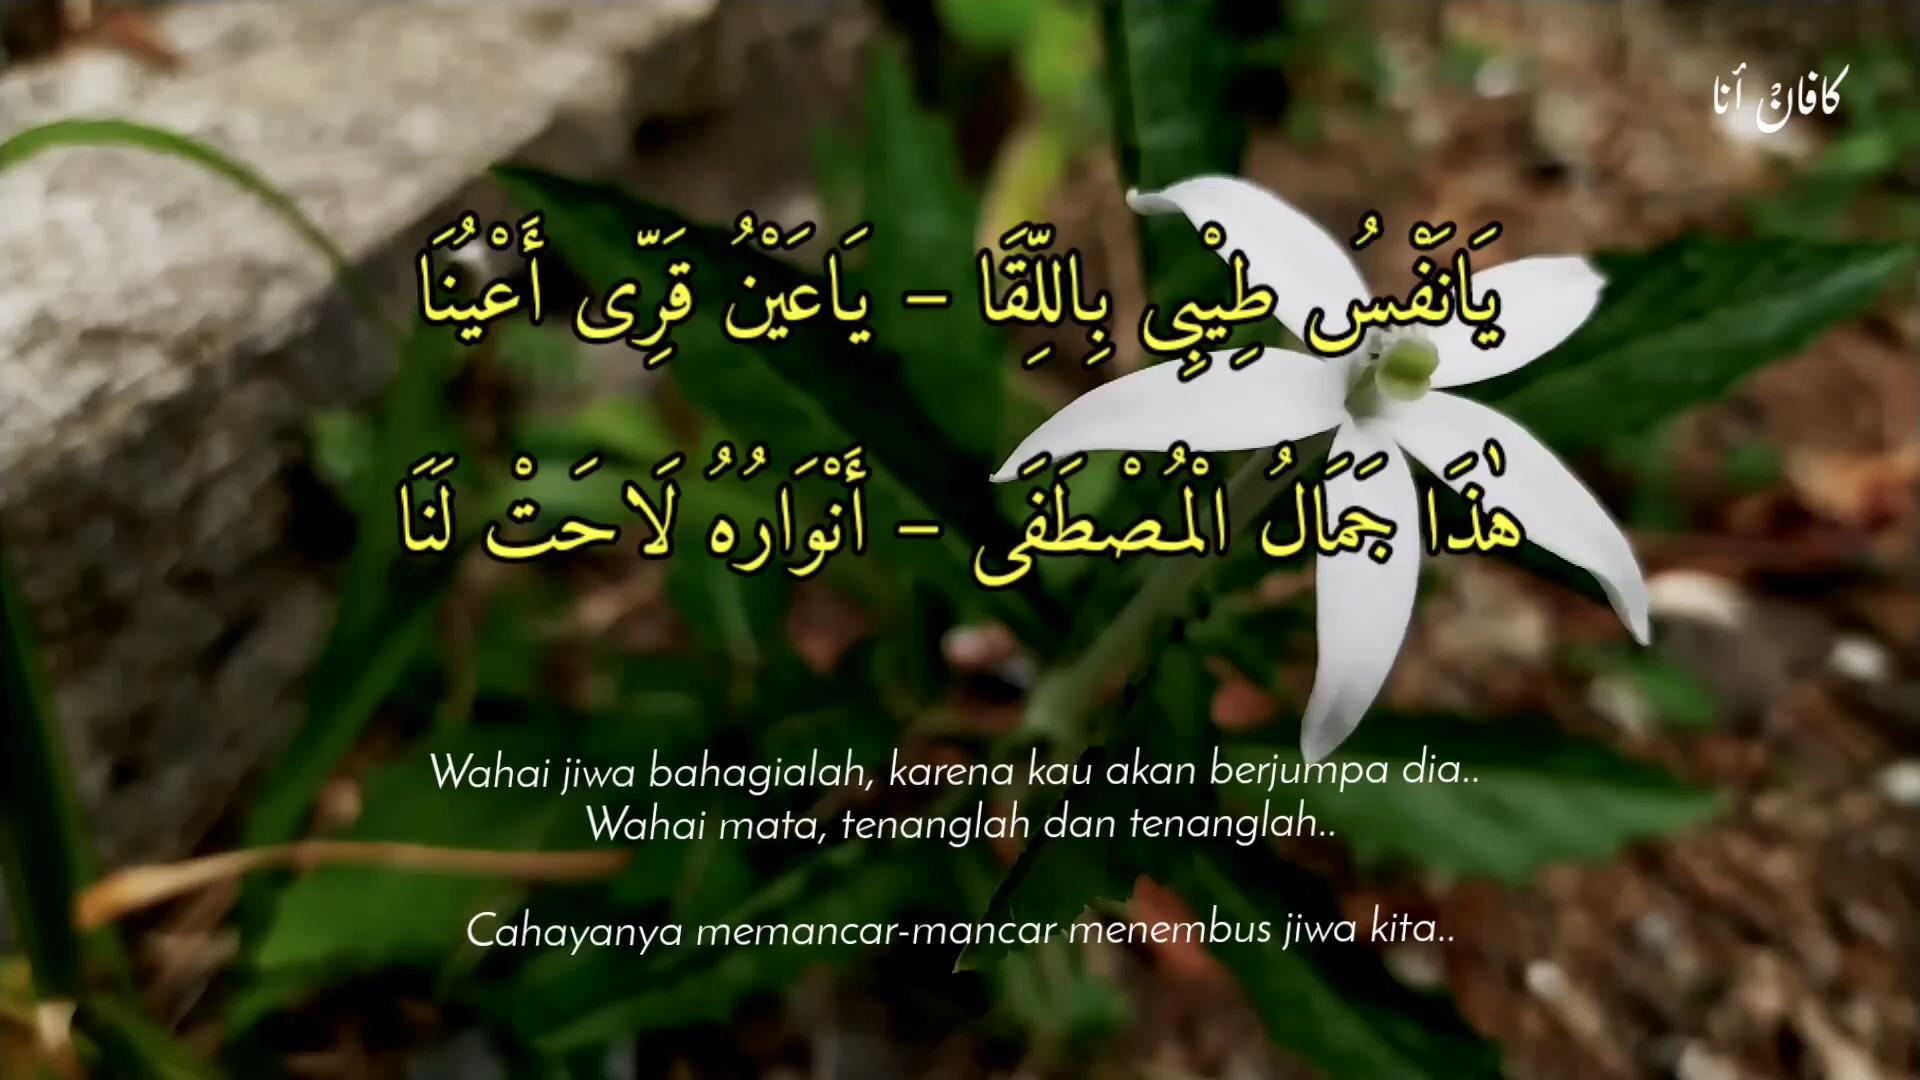 كافان أنا
يَانَفْسُ طِيْبِي بِاللِّقَا – يَاعَيْنُ قَرِّى أَعْيُنَا
هٰذَا جَمَالُ الْمُصْطَفَى – أَنْوَارُهُ لَاحَتْ لَنَا
Wahai jiwa bahagialah, karena kau akan berjumpa dia..
Wahai mata, tenanglah dan tenanglah..
Cahayanya memancar-mancar menembus jiwa kita..